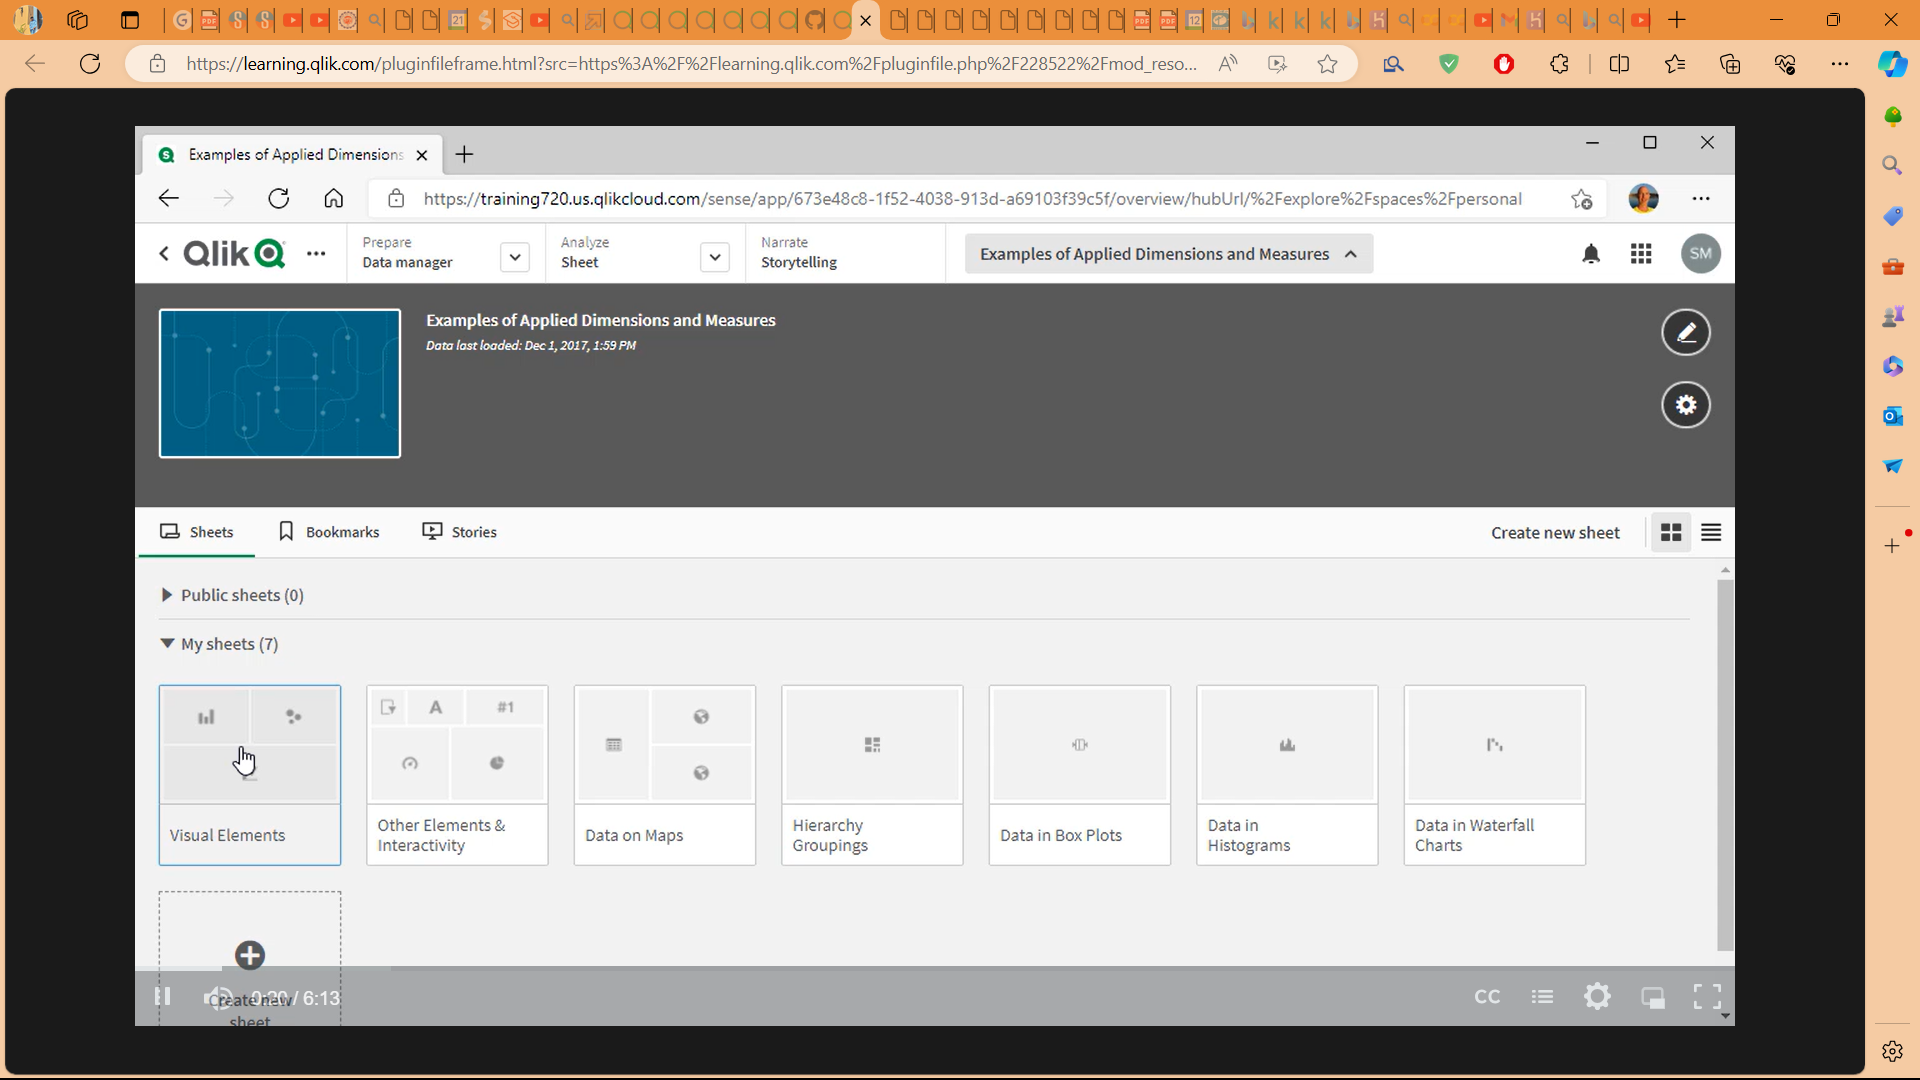 https://learning.qlik.com/pluginfileframe.html?src=https%3A%2F%2Flearning.qlik.com%2Fpluginfile.php%2F228522%2Fmod_reso...
Examples of Applied Dimensions
https://training720.us.qlikcloud.com/sense/app/673e48c8-1f52-4038-913d-a69103f39c5f/overview/hubUrl/%2Fexplore%2Fspaces%2Fpersonal
Qlik
Prepare
Data manager
Analyze
Sheet
Narrate
Storytelling
Examples of Applied Dimensions and Measures
SM
Examples of Applied Dimensions and Measures
Data last loaded: Dec 1, 2017, 1:59 PM
Sheets
Bookmarks
Stories
Create new sheet
Public sheets (0)
My sheets (7)
A
#1
Visual Elements
Other Elements &
Interactivity
Data on Maps
Hierarchy
Groupings
Data in Box Plots
Data in
Histograms
Data in Waterfall
Charts
Create new
sheet
0:20 / 6:13
CC